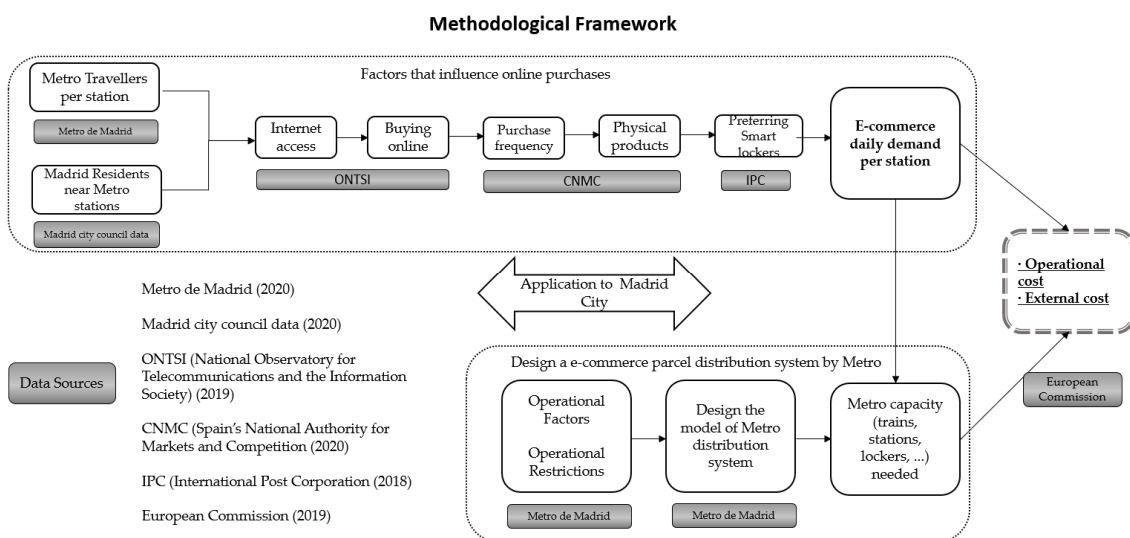 Methodological Framework
Factors that influence online purchases
Metro Travellers
per station
Metro de Madrid
Madrid Residents
near Metro
stations
Madrid city council data
Internet
access
Buying
online
ONTSI
Purchase
frequency
Physical
products
CNMC
Preferring
Smart
lockers
IPC
E-commerce
daily demand
per station
· Operational
cost
· External cost
Application to Madrid
City
Data Sources
Metro de Madrid (2020)
Madrid city council data (2020)
ONTSI (National Observatory for
Telecommunications and the Information
Society) (2019)
CNMC (Spain's National Authority for
Markets and Competition (2020)
IPC (International Post Corporation (2018)
European Commission (2019)
Design a e-commerce parcel distribution system by Metro
Operational
Factors
Operational
Restrictions
Metro de Madrid
Design the
model of Metro
distribution
system
Metro de Madrid
Metro capacity
(trains,
stations,
lockers, ...)
needed
European
Commission